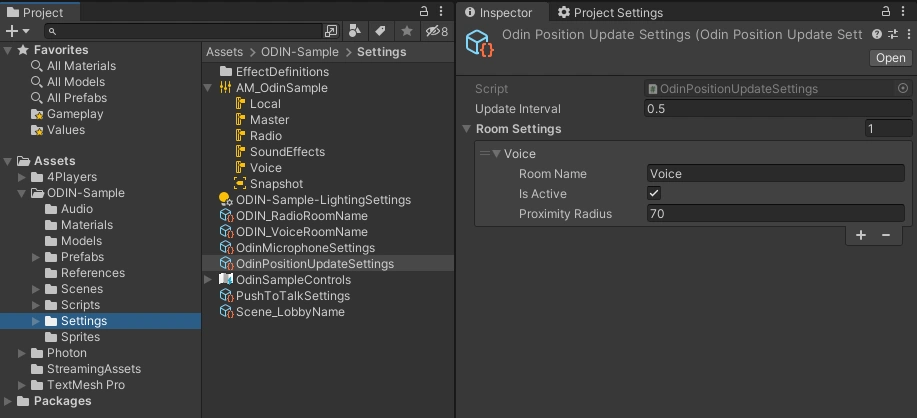 Project
8
Favorites
All Materials
All Models
All Prefabs
Gameplay
Values
Assets
4Players
ODIN-Sample
Audio
Materials
Models
Prefabs
References
Scenes
Scripts
Settings
Sprites
Photon
StreamingAssets
TextMesh Pro
Packages
Assets > ODIN-Sample > Settings
EffectDefinitions
AM_OdinSample
Local
Master
Radio
SoundEffects
Voice
Snapshot
ODIN-Sample-LightingSettings
ODIN_RadioRoomName
ODIN_VoiceRoomName
OdinMicrophoneSettings
OdinPositionUpdateSettings
OdinSampleControls
PushToTalkSettings
Scene_LobbyName
Inspector Project Settings
Odin Position Update Settings (Odin Position Update Sett
Open
Script OdinPositionUpdateSettings
Update Interval 0.5
Room Settings 1
Voice
Room Name Voice
Is Active
Proximity Radius 70